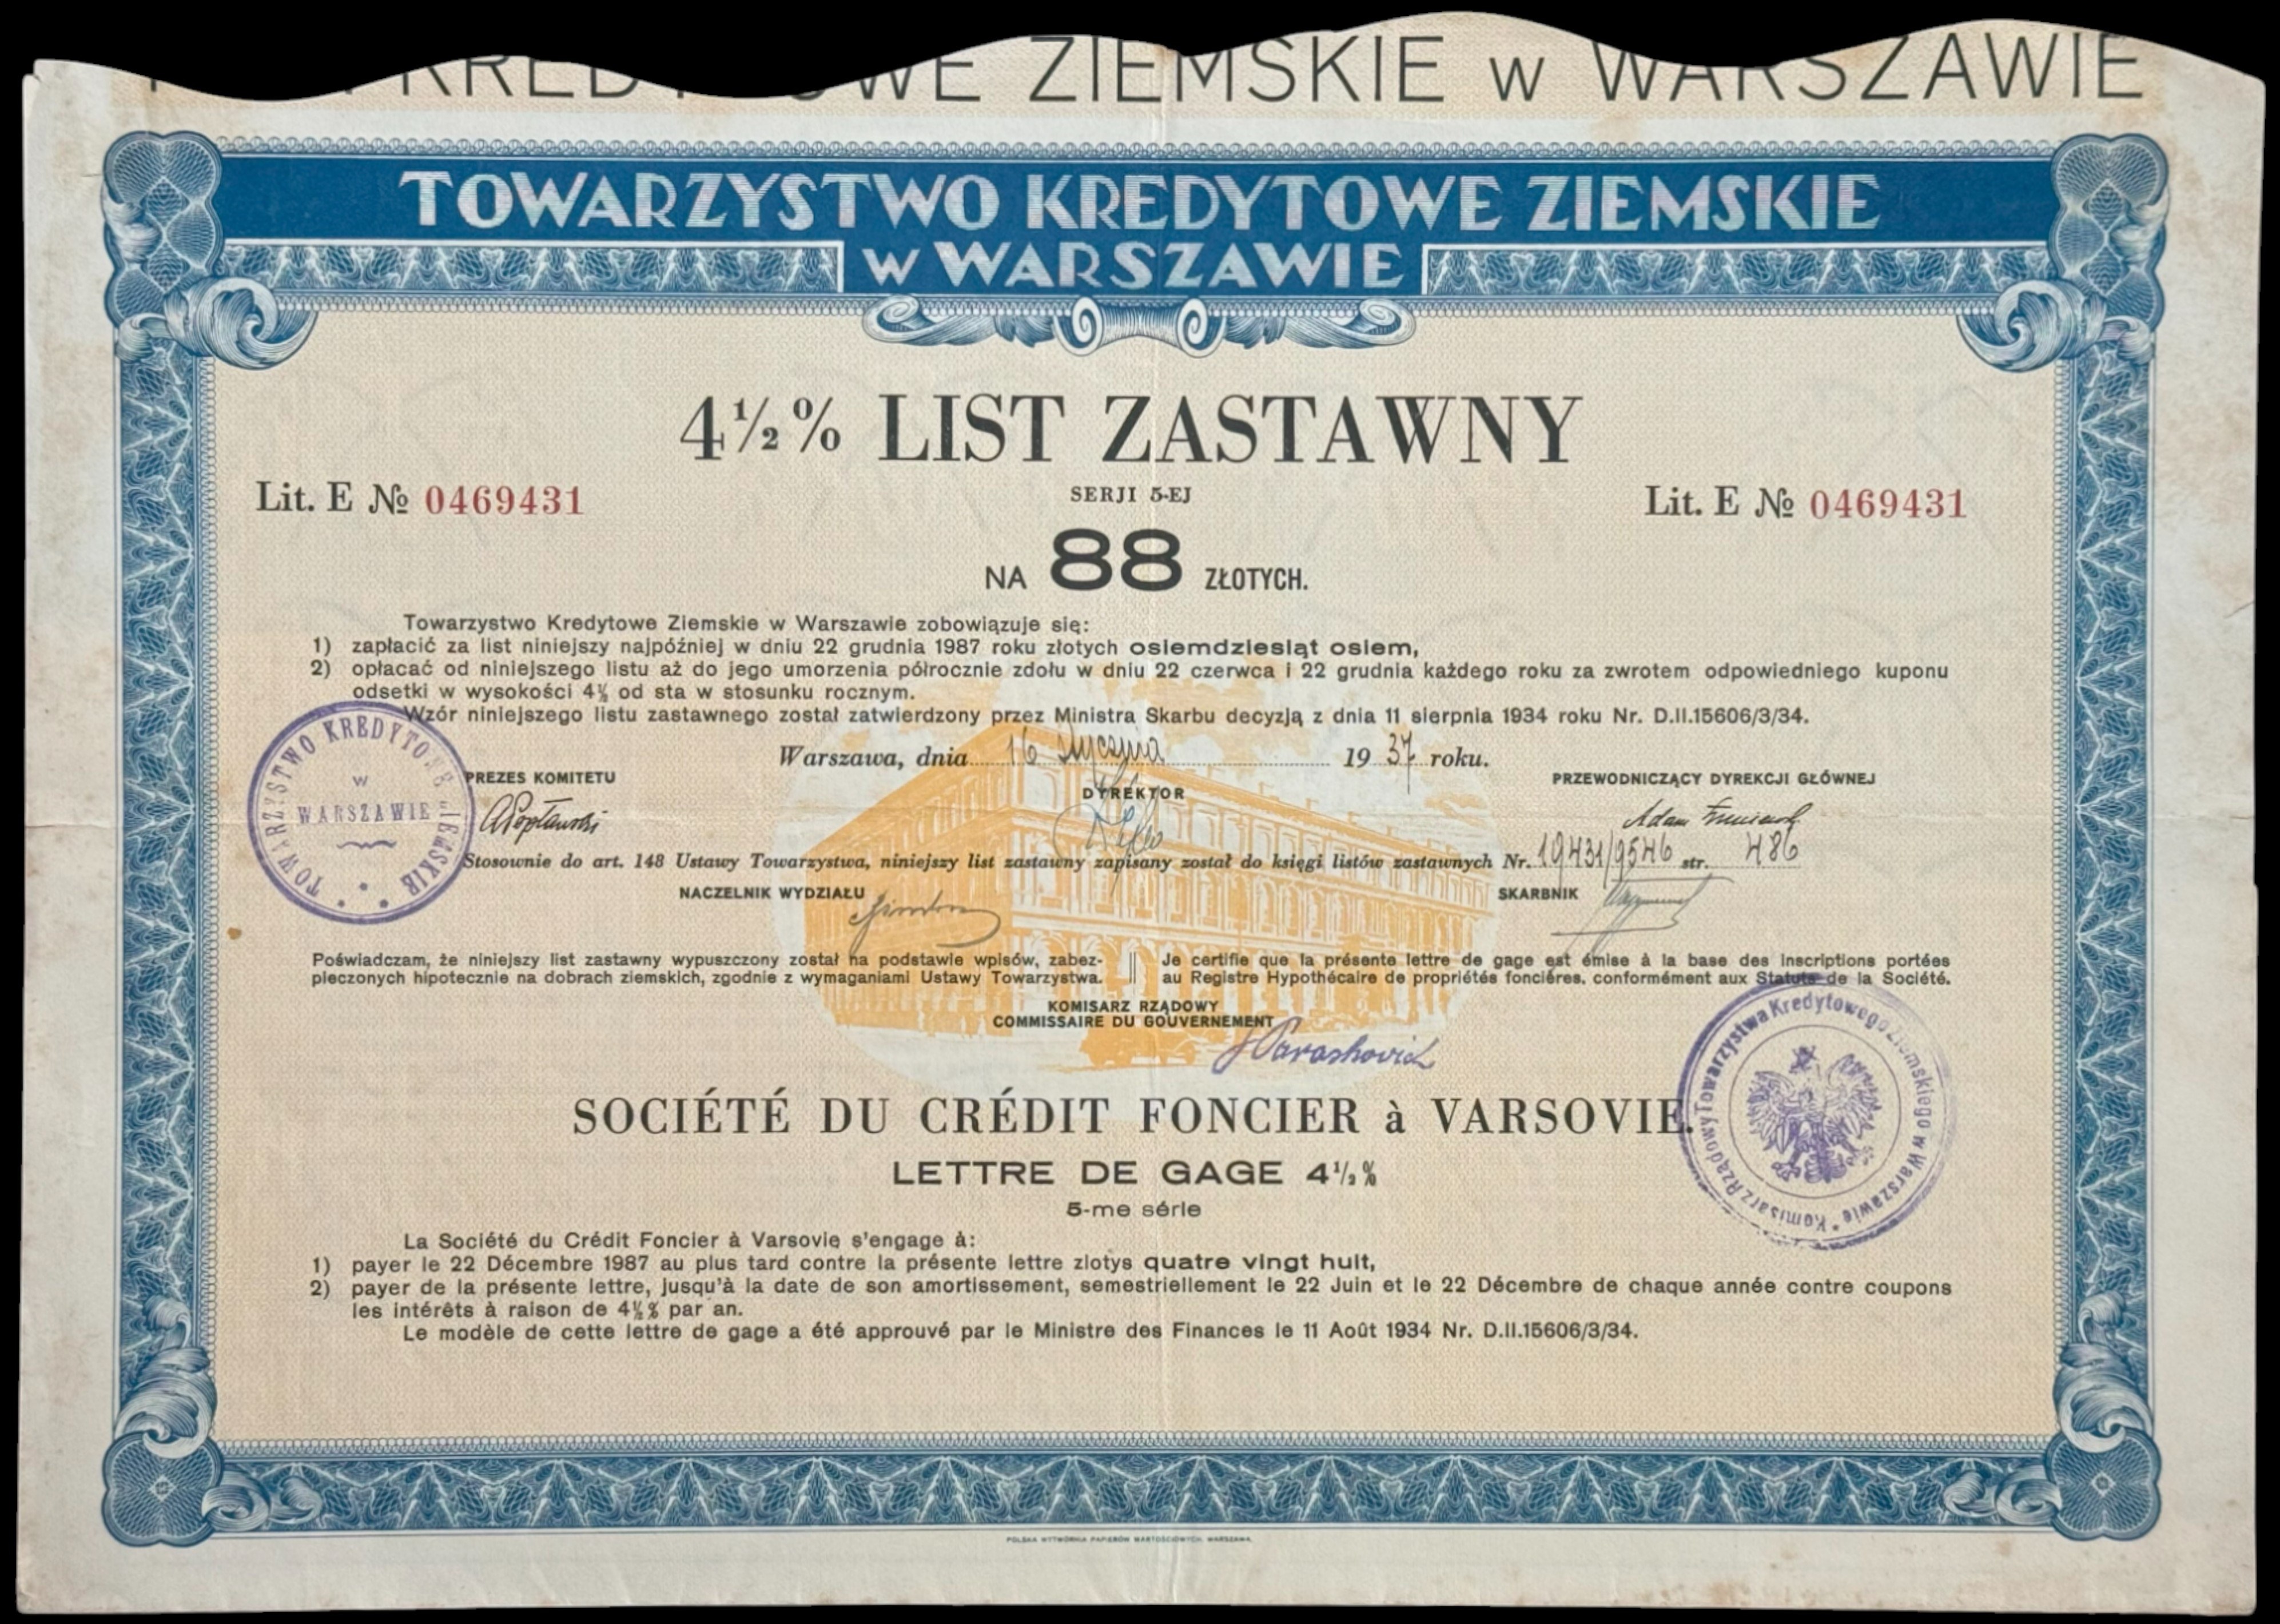 KREDYTOWE ZIEMSKIE w WARSZAWIE
TOWARZYSTWO KREDYTOWE ZIEMSKIE
w WARSZAWIE
4½% LIST ZASTAWNY
Lit. E № 0469431
SERJI 5-EJ
Lit. E № 0469431
NA 88 ZŁOTYCH.
Towarzystwo Kredytowe Ziemskie w Warszawie zobowiązuje się:
1) zapłacić za list niniejszy najpóźniej w dniu 22 grudnia 1987 roku złotych osiemdziesiąt osiem,
2) opłacać od niniejszego listu aż do jego umorzenia półrocznie zdołu w dniu 22 czerwca i 22 grudnia każdego roku za zwrotem odpowiedniego kuponu
odsetki w wysokości 4½ od sta w stosunku rocznym.
Wzór niniejszego listu zastawnego został zatwierdzony przez Ministra Skarbu decyzją z dnia 11 sierpnia 1934 roku Nr. D.II.15606/3/34.
Warszawa, dnia 16 stycznia 1937 roku.
TOWARZYSTWO KREDYTOWE ZIEMSKIE
w
WARSZAWIE
PREZES KOMITETU
DYREKTOR
PRZEWODNICZĄCY DYREKCJI GŁÓWNEJ
Adam
Stosownie do art. 148 Ustawy Towarzystwa, niniejszy list zastawny zapisany został do księgi listów zastawnych Nr. 19431/9546 str. 486
NACZELNIK WYDZIAŁU
SKARBNIK
Poświadczam, że niniejszy list zastawny wypuszczony został na podstawie wpisów, zabez-
pieczonych hipotecznie na dobrach ziemskich, zgodnie z wymaganiami Ustawy Towarzystwa.
Je certifie que la présente lettre de gage est émise à la base des inscriptions portées
au Registre Hypothécaire de propriétés foncières, conformément aux Statuts de la Société.
KOMISARZ RZĄDOWY
COMMISSAIRE DU GOUVERNEMENT
Komisarz Rządowy Towarzystwa Kredytowego Ziemskiego w Warszawie *
SOCIÉTÉ DU CRÉDIT FONCIER à VARSOVIE.
LETTRE DE GAGE 4½%
5-me série
La Société du Crédit Foncier à Varsovie s'engage à:
1) payer le 22 Décembre 1987 au plus tard contre la présente lettre zlotys quatre vingt huit,
2) payer de la présente lettre, jusqu'à la date de son amortissement, semestriellement le 22 Juin et le 22 Décembre de chaque année contre coupons
les intérêts à raison de 4½% par an.
Le modèle de cette lettre de gage a été approuvé par le Ministre des Finances le 11 Août 1934 Nr. D.II.15606/3/34.
POLSKA WYTWÓRNIA PAPIERÓW WARTOŚCIOWYCH. WARSZAWA.